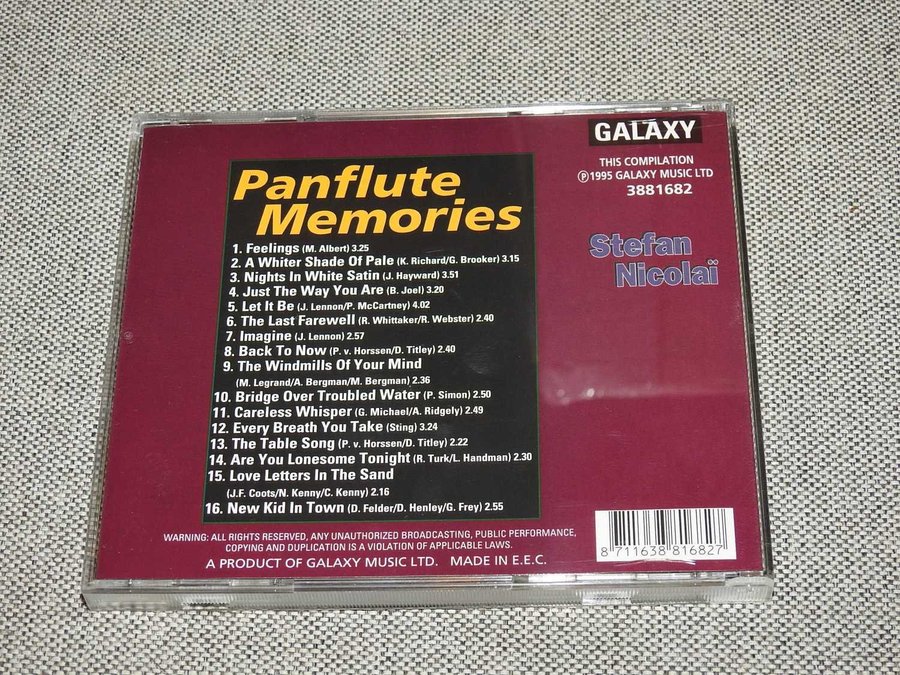 GALAXY
THIS COMPILATION
℗1995 GALAXY MUSIC LTD
3881682
Panflute
Memories
Stefan
Nicolaï
1. Feelings (M. Albert) 3.25
2. A Whiter Shade Of Pale (K. Richard/G. Brooker) 3.15
3. Nights In White Satin (J. Hayward) 3.51
4. Just The Way You Are (B. Joel) 3.20
5. Let It Be (J. Lennon/P. McCartney) 4.02
6. The Last Farewell (R. Whittaker/R. Webster) 2.40
7. Imagine (J. Lennon) 2.57
8. Back To Now (P. v. Horssen/D. Titley) 2.40
9. The Windmills Of Your Mind
(M. Legrand/A. Bergman/M. Bergman) 2.36
10. Bridge Over Troubled Water (P. Simon) 2.50
11. Careless Whisper (G. Michael/A. Ridgely) 2.49
12. Every Breath You Take (Sting) 3.24
13. The Table Song (P. v. Horssen/D. Titley) 2.22
14. Are You Lonesome Tonight (R. Turk/L. Handman) 2.30
15. Love Letters In The Sand
(J.F. Coots/N. Kenny/C. Kenny) 2.16
16. New Kid In Town (D. Felder/D. Henley/G. Frey) 2.55
WARNING: ALL RIGHTS RESERVED, ANY UNAUTHORIZED BROADCASTING, PUBLIC PERFORMANCE,
COPYING AND DUPLICATION IS A VIOLATION OF APPLICABLE LAWS.
A PRODUCT OF GALAXY MUSIC LTD. MADE IN E.E.C.
8 711638 816827